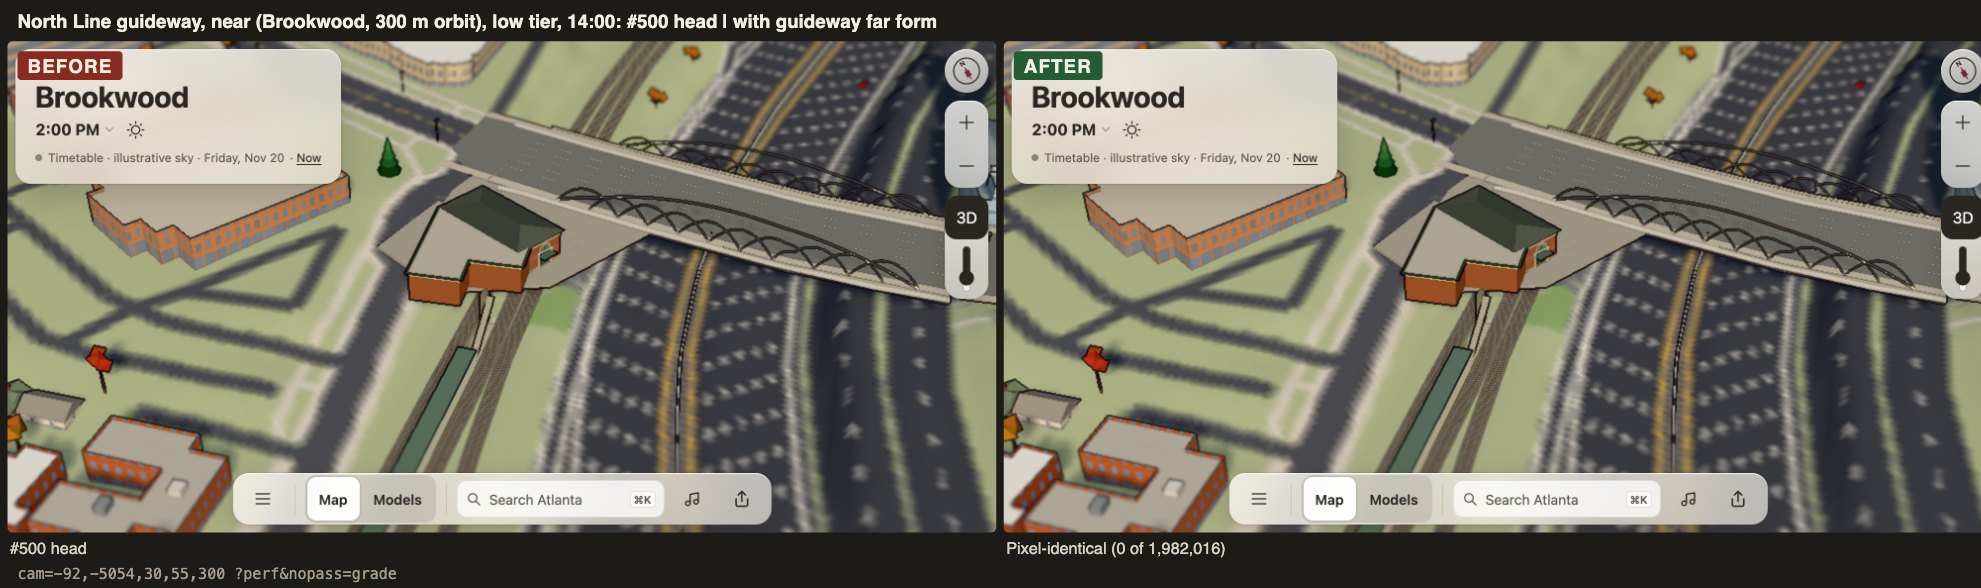 North Line guideway, near (Brookwood, 300 m orbit), low tier, 14:00: #500 head | with guideway far form
BEFORE
Brookwood
2:00 PM
Timetable · illustrative sky · Friday, Nov 20 · Now
N
+
−
3D
Map
Models
Search Atlanta
⌘K
#500 head
cam=-92,-5054,30,55,300 ?perf&nopass=grade
AFTER
Brookwood
2:00 PM
Timetable · illustrative sky · Friday, Nov 20 · Now
N
+
−
3D
Map
Models
Search Atlanta
⌘K
Pixel-identical (0 of 1,982,016)